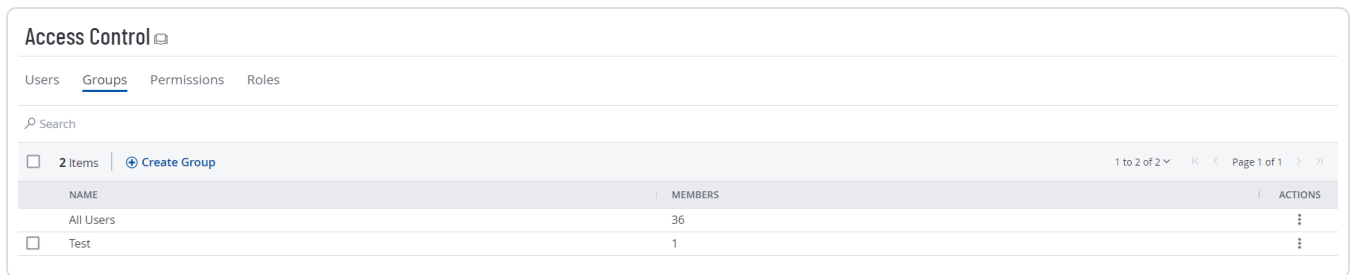 Access Control
Users Groups Permissions Roles
Search
2 Items Create Group 1 to 2 of 2 Page 1 of 1
NAME MEMBERS ACTIONS
All Users 36
Test 1